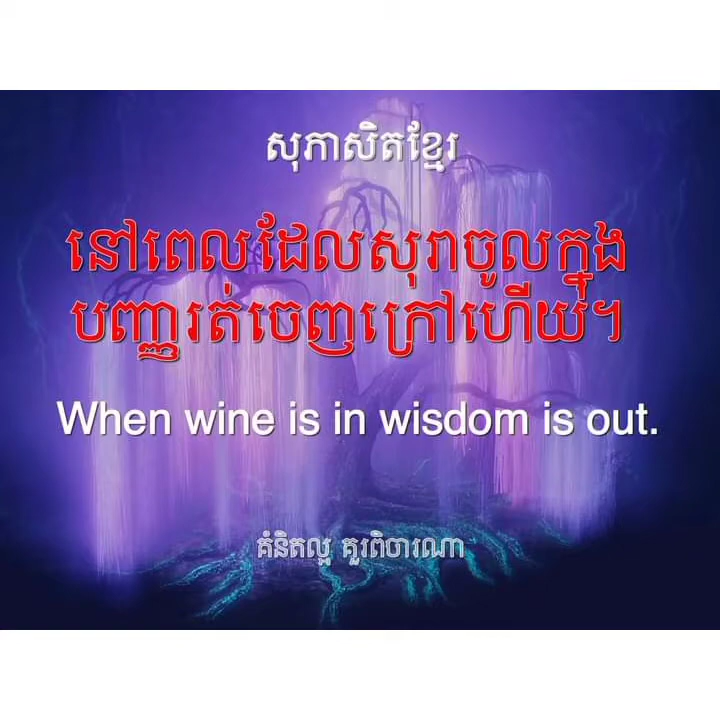 សុភាសិតខ្មែរ
នៅពេលដែលសុរាចូលក្នុង
បញ្ញារត់ចេញក្រៅហើយ។
When wine is in wisdom is out.
គំនិតល្អ គួរពិចារណា